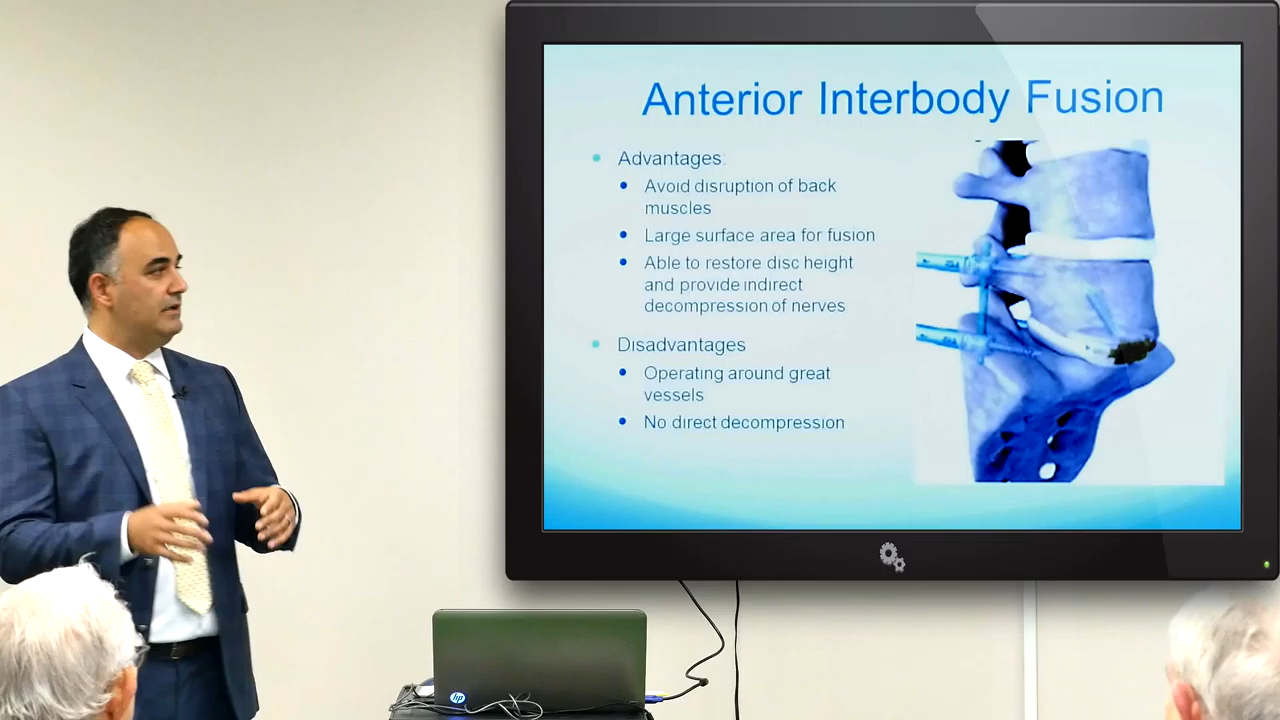 Anterior Interbody Fusion
Advantages:
Avoid disruption of back
muscles
Large surface area for fusion
Able to restore disc height
and provide indirect
decompression of nerves
Disadvantages
Operating around great
vessels
No direct decompression
hp